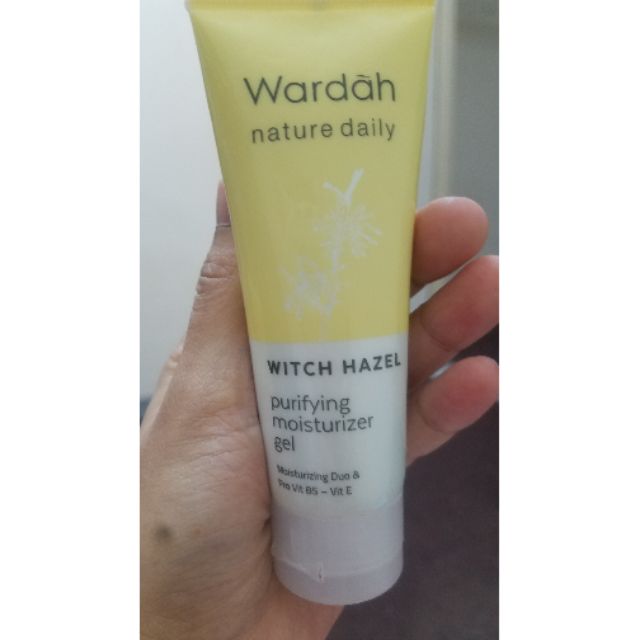 Wardah
nature daily
WITCH HAZEL
purifying
moisturizer
gel
Moisturizing Duo &
Pro Vit B5 – Vit E